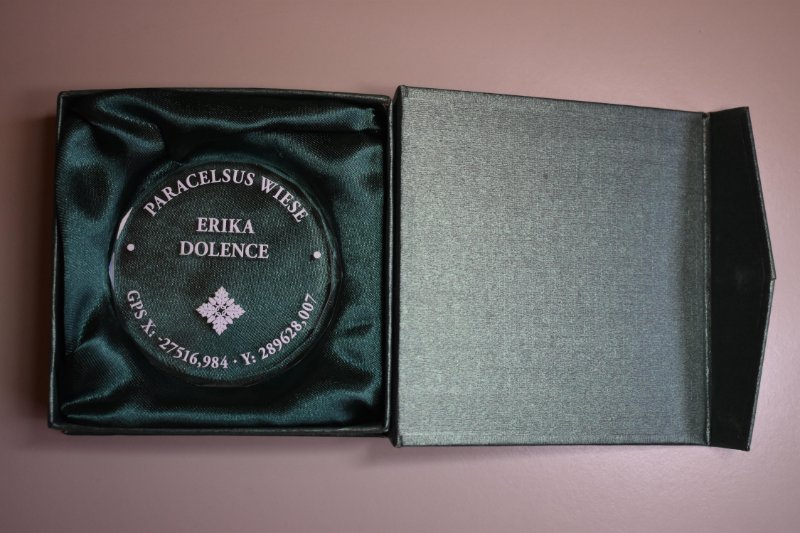 PARACELSUS WIESE
ERIKA
DOLENCE
GPS X: -27516,984 · Y: 289628,007